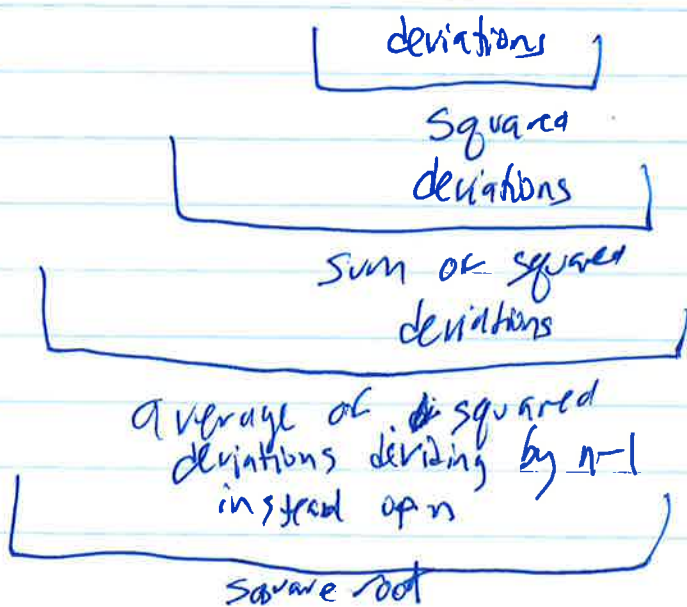 deviations
squared
deviations
sum of squared
deviations
average of squared
deviations dividing by n-1
instead of n
square root